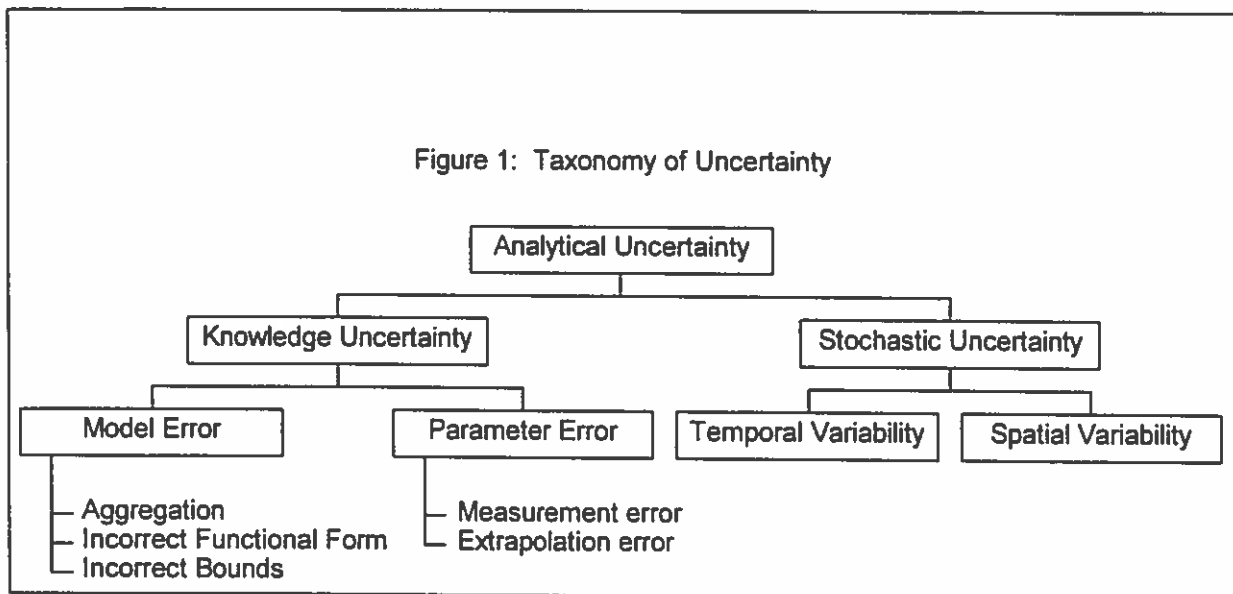 Figure 1: Taxonomy of Uncertainty
Analytical Uncertainty
Knowledge Uncertainty
Stochastic Uncertainty
Model Error
Parameter Error
Temporal Variability
Spatial Variability
Aggregation
Incorrect Functional Form
Incorrect Bounds
Measurement error
Extrapolation error